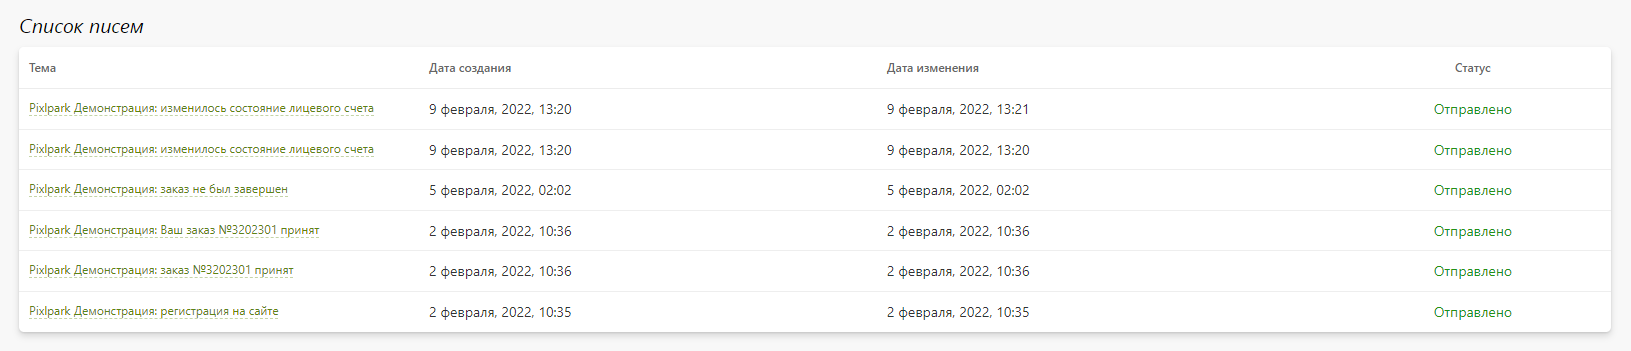 Список писем
Тема Дата создания Дата изменения Статус
Pixlpark Демонстрация: изменилось состояние лицевого счета 9 февраля, 2022, 13:20 9 февраля, 2022, 13:21 Отправлено
Pixlpark Демонстрация: изменилось состояние лицевого счета 9 февраля, 2022, 13:20 9 февраля, 2022, 13:20 Отправлено
Pixlpark Демонстрация: заказ не был завершен 5 февраля, 2022, 02:02 5 февраля, 2022, 02:02 Отправлено
Pixlpark Демонстрация: Ваш заказ №3202301 принят 2 февраля, 2022, 10:36 2 февраля, 2022, 10:36 Отправлено
Pixlpark Демонстрация: заказ №3202301 принят 2 февраля, 2022, 10:36 2 февраля, 2022, 10:36 Отправлено
Pixlpark Демонстрация: регистрация на сайте 2 февраля, 2022, 10:35 2 февраля, 2022, 10:35 Отправлено